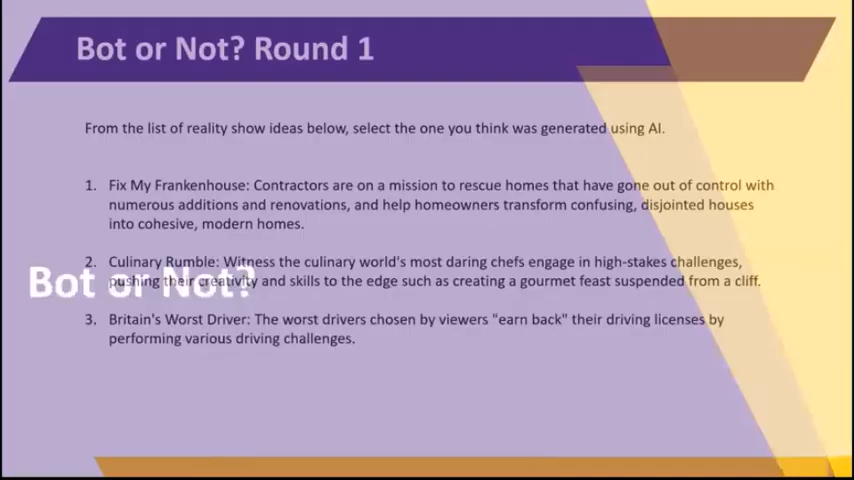 Bot or Not? Round 1
From the list of reality show ideas below, select the one you think was generated using AI.
1. Fix My Frankenhouse: Contractors are on a mission to rescue homes that have gone out of control with
numerous additions and renovations, and help homeowners transform confusing, disjointed houses
into cohesive, modern homes.
2. Culinary Rumble: Witness the culinary world's most daring chefs engage in high-stakes challenges,
pushing their creativity and skills to the edge such as creating a gourmet feast suspended from a cliff.
Bot or Not?
3. Britain's Worst Driver: The worst drivers chosen by viewers "earn back" their driving licenses by
performing various driving challenges.